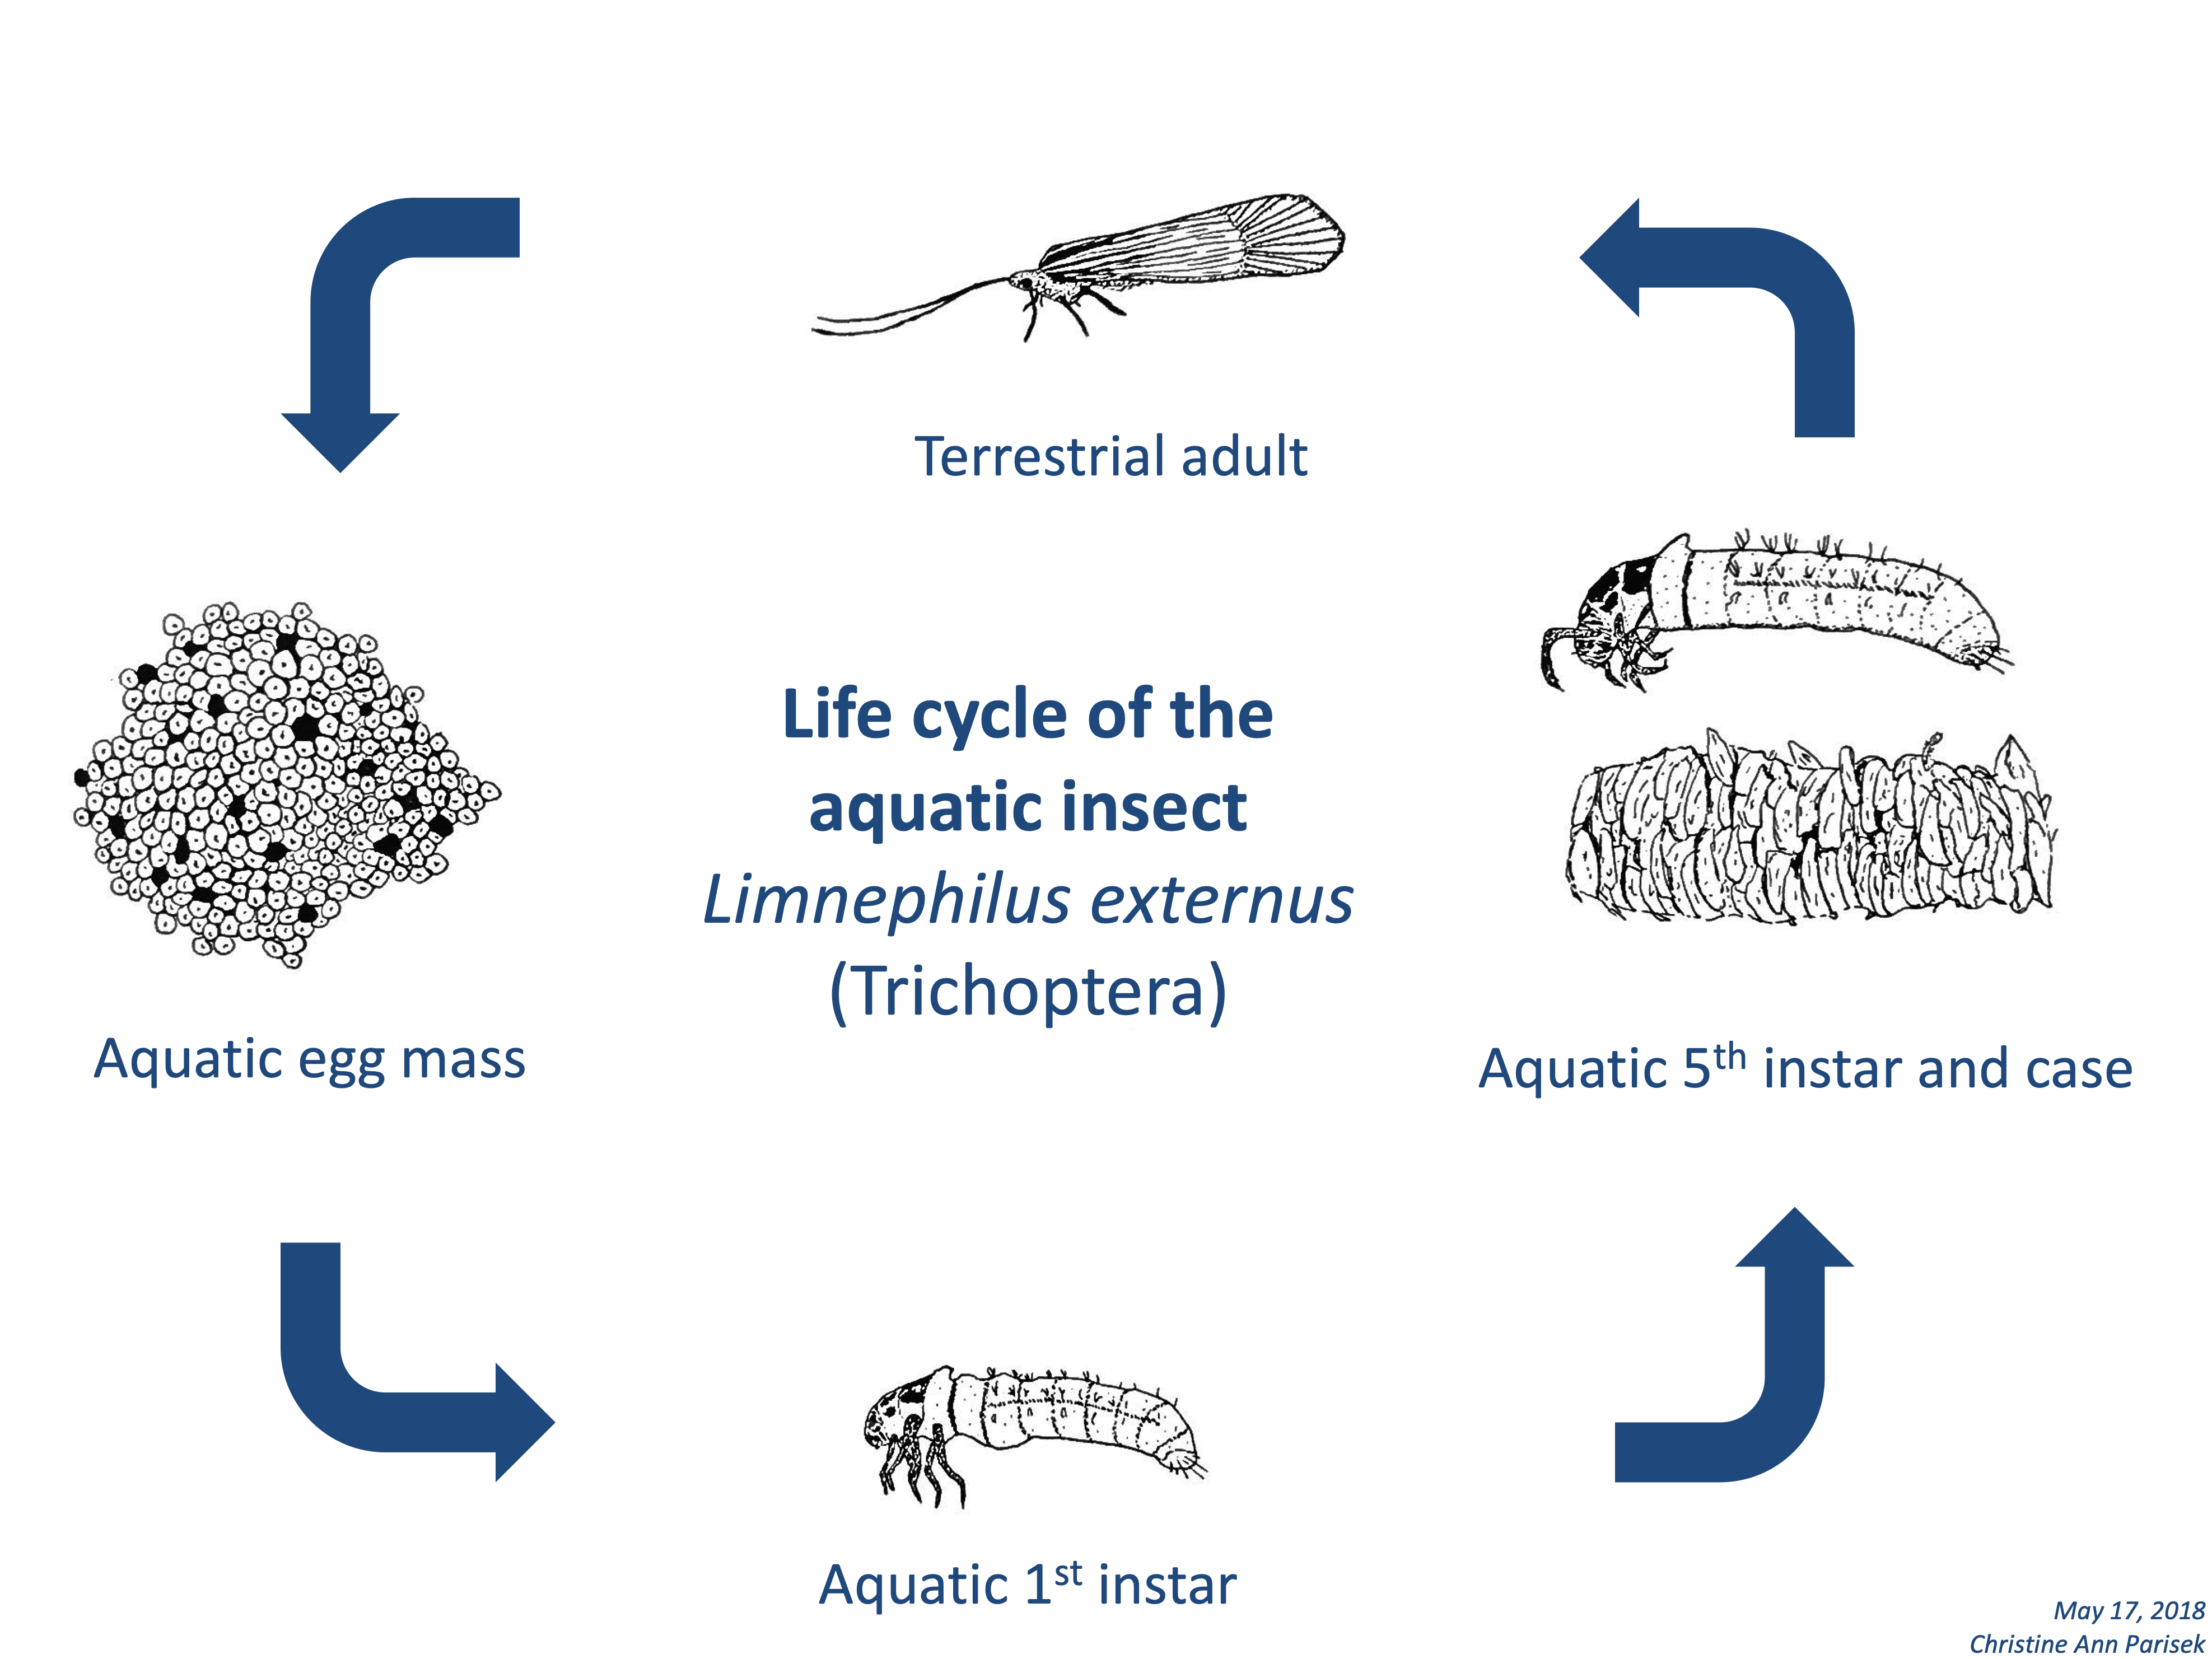 Terrestrial adult
Life cycle of the
aquatic insect
Limnephilus externus
(Trichoptera)
Aquatic egg mass
Aquatic 5th instar and case
Aquatic 1st instar
May 17, 2018
Christine Ann Parisek